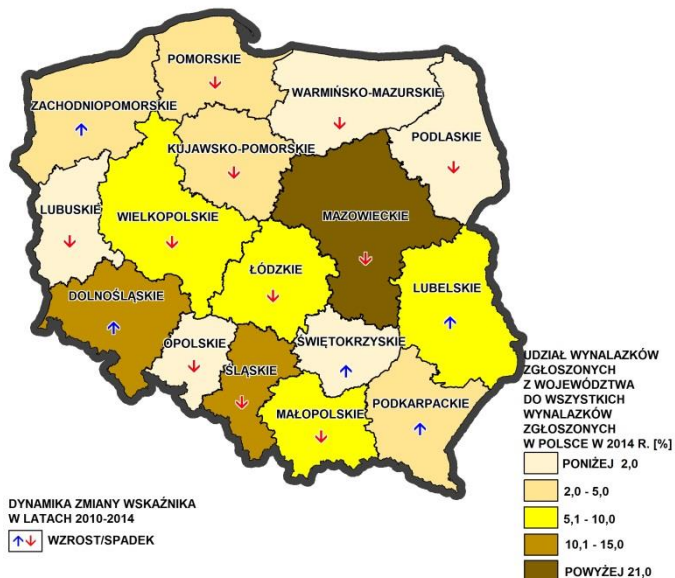 POMORSKIE
WARMIŃSKO-MAZURSKIE
ZACHODNIOPOMORSKIE
PODLASKIE
KUJAWSKO-POMORSKIE
LUBUSKIE
WIELKOPOLSKIE
MAZOWIECKIE
ŁÓDZKIE
LUBELSKIE
DOLNOŚLĄSKIE
OPOLSKIE
ŚWIĘTOKRZYSKIE
ŚLĄSKIE
MAŁOPOLSKIE
PODKARPACKIE
UDZIAŁ WYNALAZKÓW
ZGŁOSZONYCH
Z WOJEWÓDZTWA
DO WSZYSTKICH
WYNALAZKÓW
ZGŁOSZONYCH
W POLSCE W 2014 R. [%]
PONIŻEJ 2,0
2,0 - 5,0
5,1 - 10,0
10,1 - 15,0
POWYŻEJ 21,0
DYNAMIKA ZMIANY WSKAŹNIKA
W LATACH 2010-2014
WZROST/SPADEK